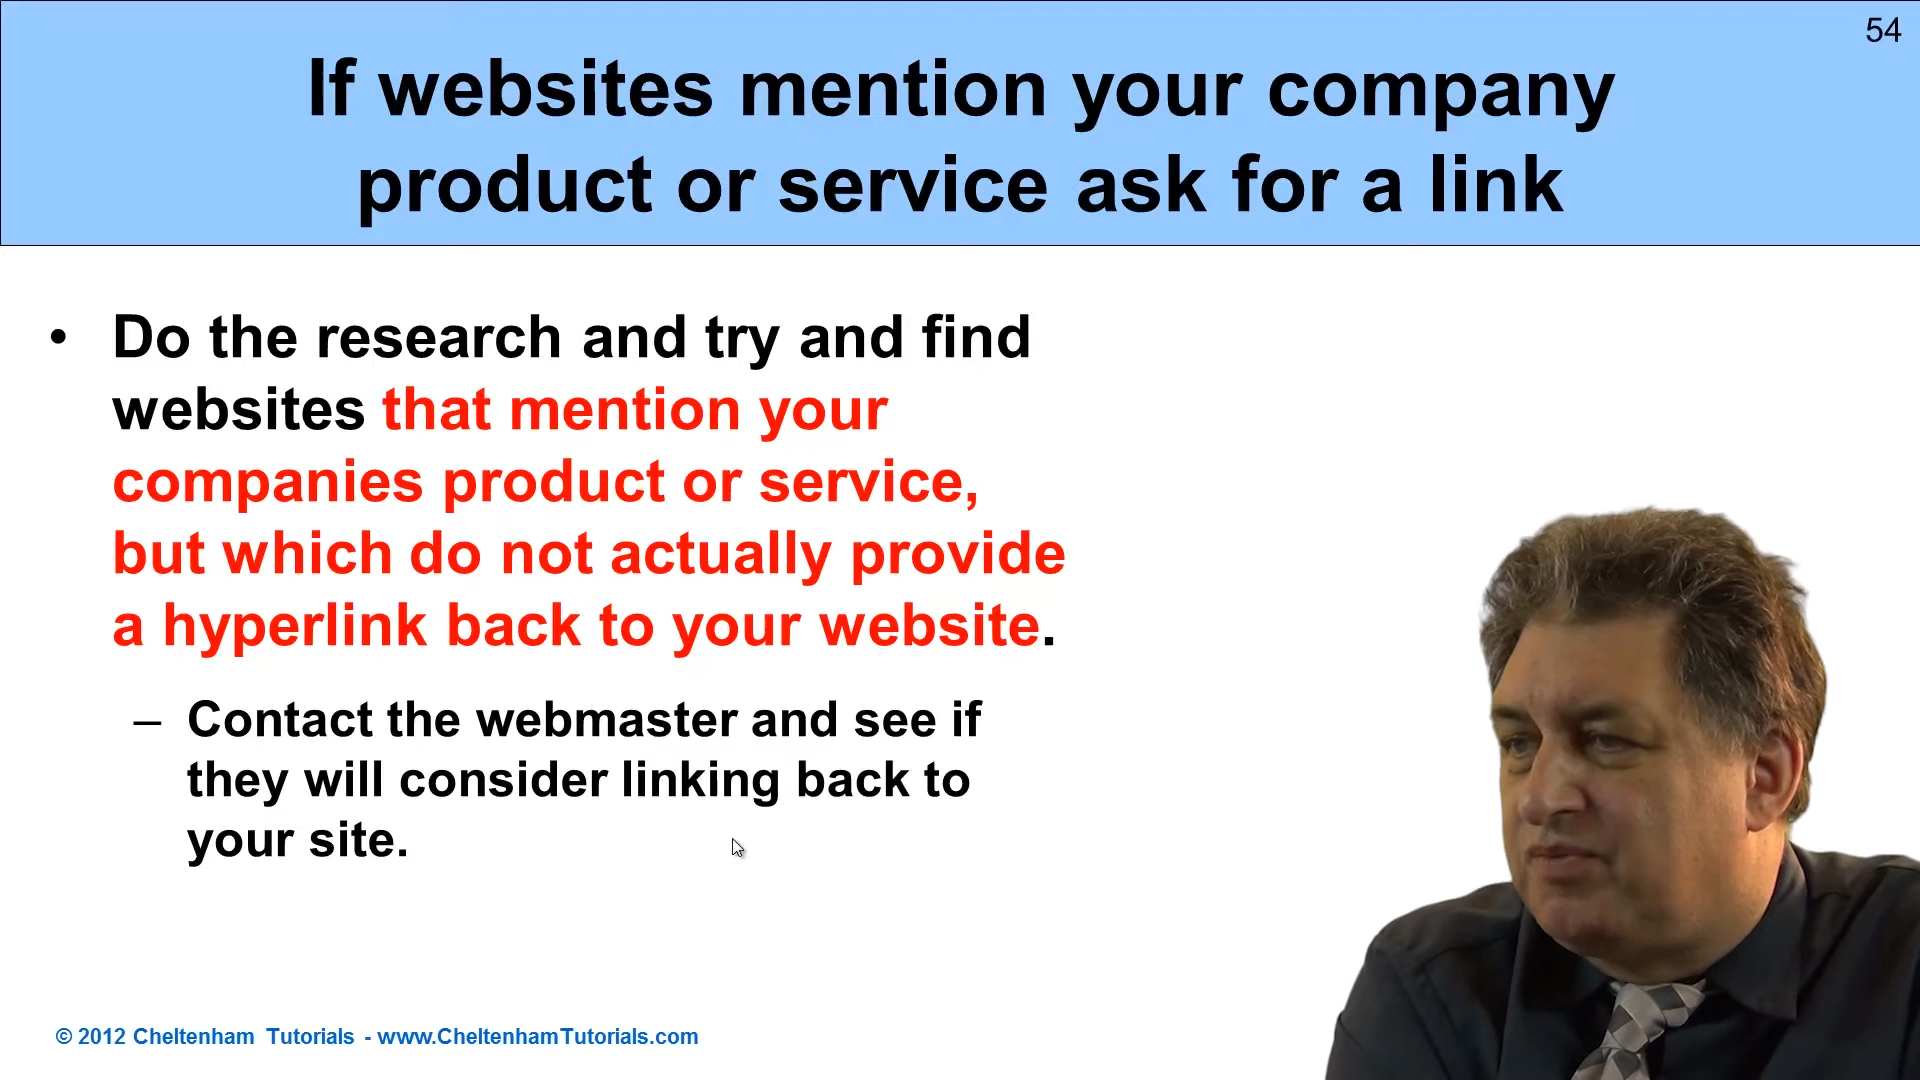 54
If websites mention your company
product or service ask for a link
• Do the research and try and find
websites that mention your
companies product or service,
but which do not actually provide
a hyperlink back to your website.
– Contact the webmaster and see if
they will consider linking back to
your site.
© 2012 Cheltenham Tutorials - www.CheltenhamTutorials.com